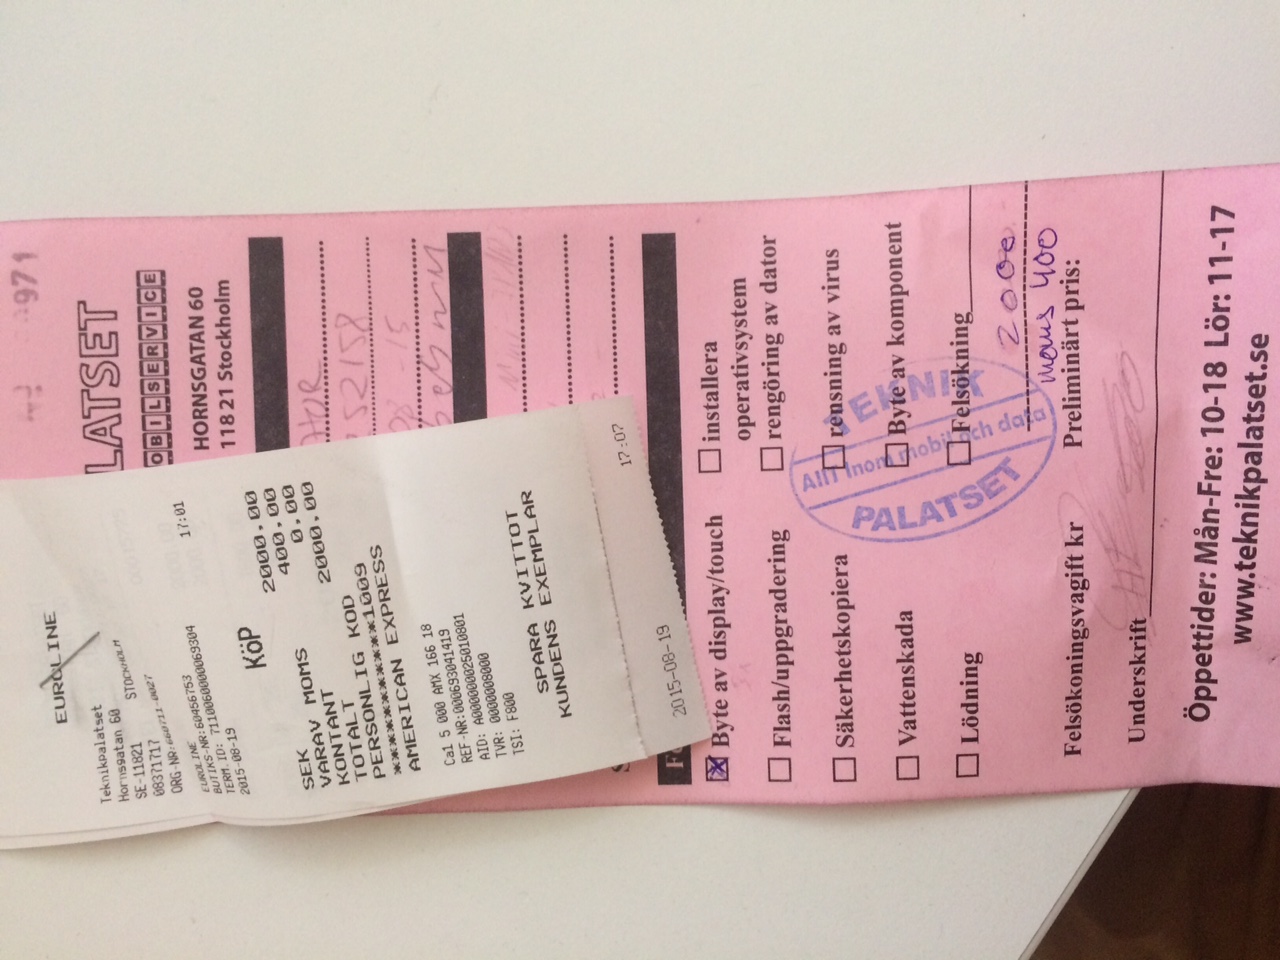 EUROLINE
Teknikpalatset
Hornsgatan 60
SE-11821 STOCKHOLM
08371717
ORG-NR:660711-0027
EUROLINE
BUTIKS-NR:60456753 17:01
TERM.ID: 7110060000069304
2015-08-19
KöP
SEK 2000.00
VARAV MOMS 400.00
KONTANT 0.00
TOTALT 2000.00
PERSONLIG KOD
***********1009
AMERICAN EXPRESS
Ca1 5 000 AMX 166 18
REF-NR:000693041419
AID: A000000025010801
TVR: 0000008000
TSI: F800
SPARA KVITTOT
KUNDENS EXEMPLAR
2015-08-19 17:07
971
LATSET
OBILSERVICE
HORNSGATAN 60
118 21 Stockholm
52158
08 -15
Byte av display/touch
Flash/uppgradering
Säkerhetskopiera
Vattenskada
Lödning
installera
operativsystem
rengöring av dator
rensning av virus
Byte av komponent
Felsökning
TEKNIK
Allt inom mobil och data
PALATSET
2000
moms 400
Felsökoningsvagift kr
Preliminärt pris:
Underskrift
Öppettider: Mån-Fre: 10-18 Lör: 11-17
www.teknikpalatset.se